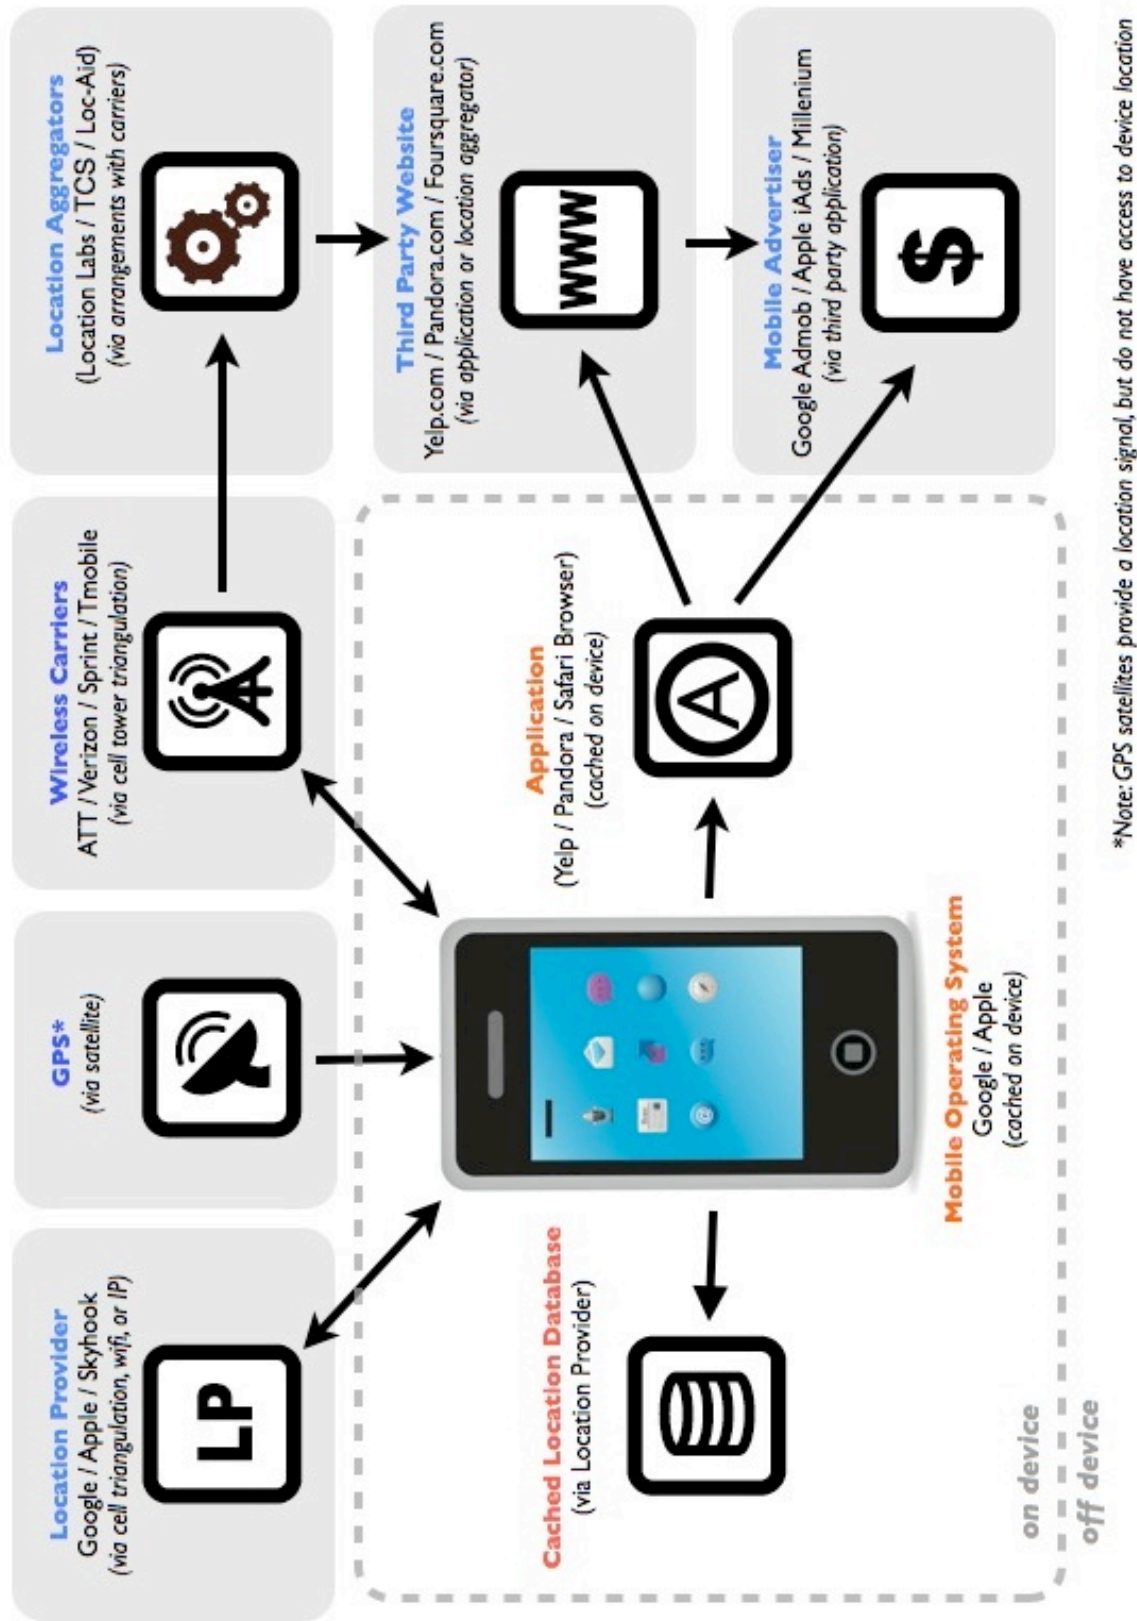 Location Provider
Google / Apple / Skyhook
(via cell triangulation, wifi, or IP)
LP
GPS*
(via satellite)
Wireless Carriers
ATT / Verizon / Sprint / Tmobile
(via cell tower triangulation)
Location Aggregators
(Location Labs / TCS / Loc-Aid)
(via arrangements with carriers)
Third Party Website
Yelp.com / Pandora.com / Foursquare.com
(via application or location aggregator)
WWW
Cached Location Database
(via Location Provider)
Application
(Yelp / Pandora / Safari Browser)
(cached on device)
A
Mobile Advertiser
Google Admob / Apple iAds / Millenium
(via third party application)
$
Mobile Operating System
Google / Apple
(cached on device)
on device
off device
*Note: GPS satellites provide a location signal, but do not have access to device location